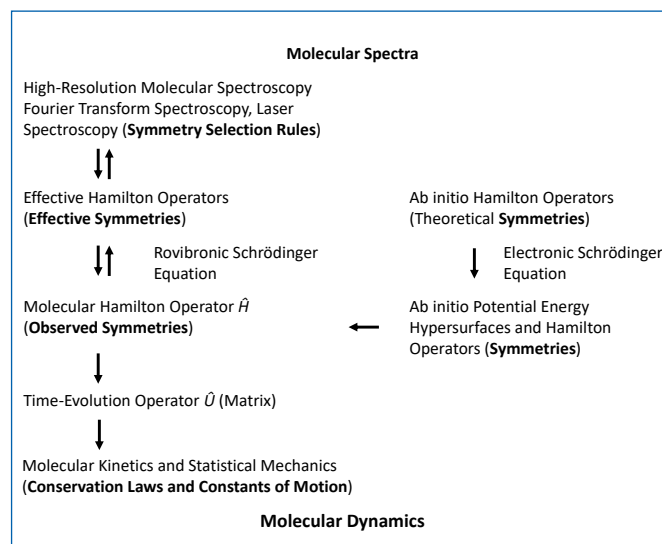 Molecular Spectra
High-Resolution Molecular Spectroscopy
Fourier Transform Spectroscopy, Laser
Spectroscopy (Symmetry Selection Rules)
Effective Hamilton Operators
(Effective Symmetries)
Ab initio Hamilton Operators
(Theoretical Symmetries)
Rovibronic Schrödinger
Equation
Electronic Schrödinger
Equation
Molecular Hamilton Operator Ĥ
(Observed Symmetries)
Ab initio Potential Energy
Hypersurfaces and Hamilton
Operators (Symmetries)
Time-Evolution Operator Û (Matrix)
Molecular Kinetics and Statistical Mechanics
(Conservation Laws and Constants of Motion)
Molecular Dynamics